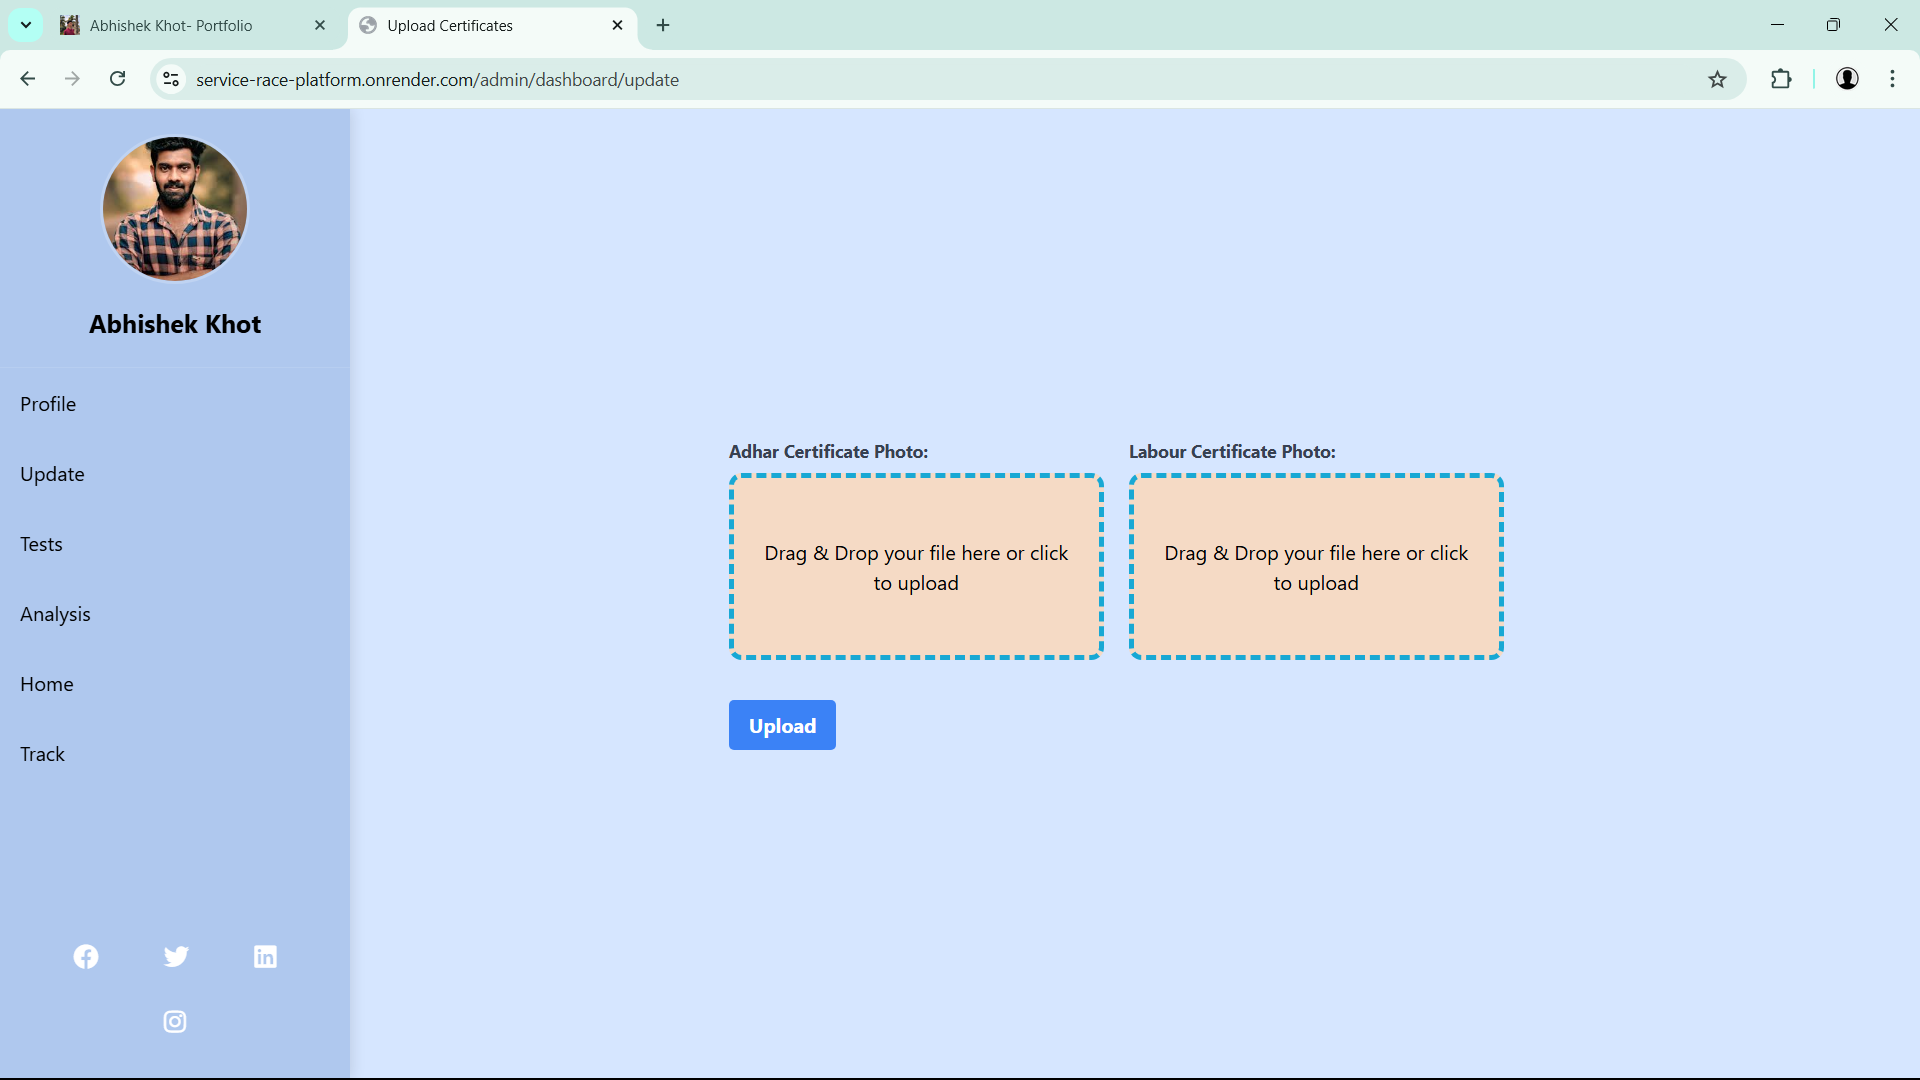 Abhishek Khot- Portfolio
Upload Certificates
service-race-platform.onrender.com/admin/dashboard/update
Abhishek Khot
Profile
Update
Tests
Analysis
Home
Track
Adhar Certificate Photo:
Drag & Drop your file here or click
to upload
Labour Certificate Photo:
Drag & Drop your file here or click
to upload
Upload